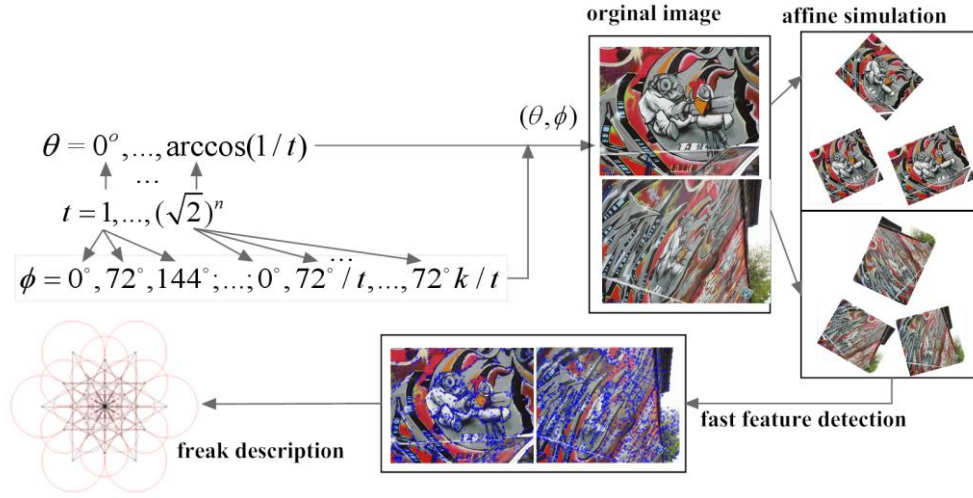 orginal image
affine simulation
(θ,ϕ)
θ = 0°,...,arccos(1/t)
...
t = 1,...,(√2)ⁿ
...
ϕ = 0°,72°,144°;...;0°,72°/t,...,72°k/t
fast feature detection
freak description